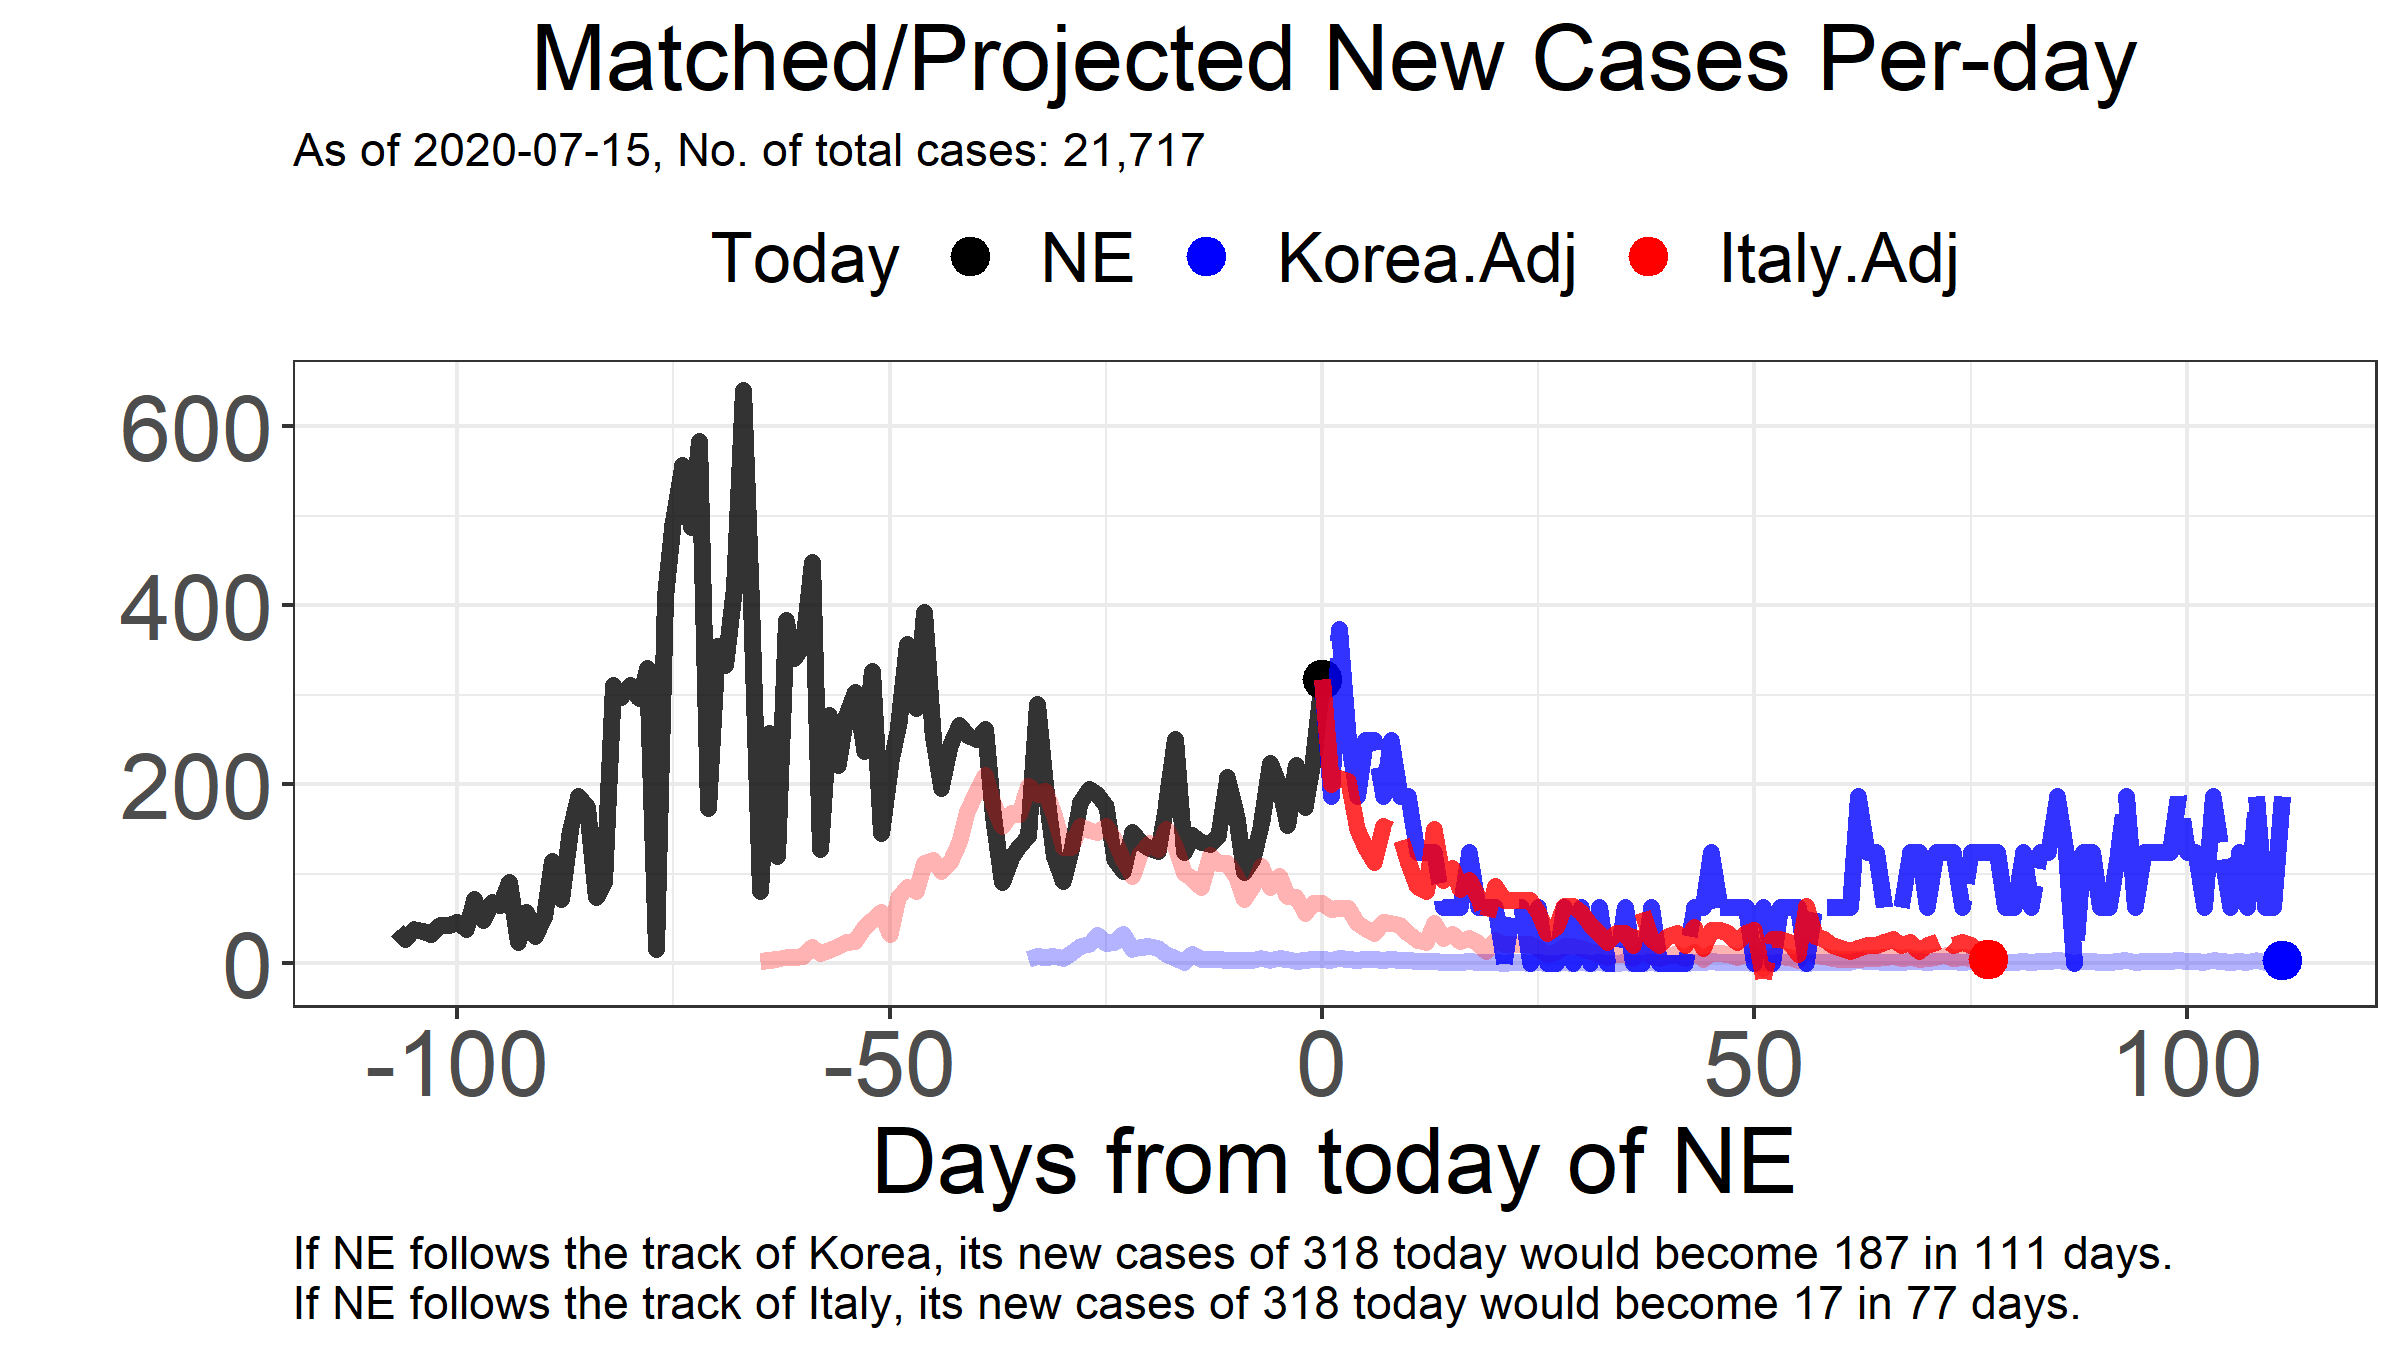 Matched/Projected New Cases Per-day
As of 2020-07-15, No. of total cases: 21,717
Today NE Korea.Adj Italy.Adj
600
400
200
0
-100 -50 0 50 100
Days from today of NE
If NE follows the track of Korea, its new cases of 318 today would become 187 in 111 days.
If NE follows the track of Italy, its new cases of 318 today would become 17 in 77 days.